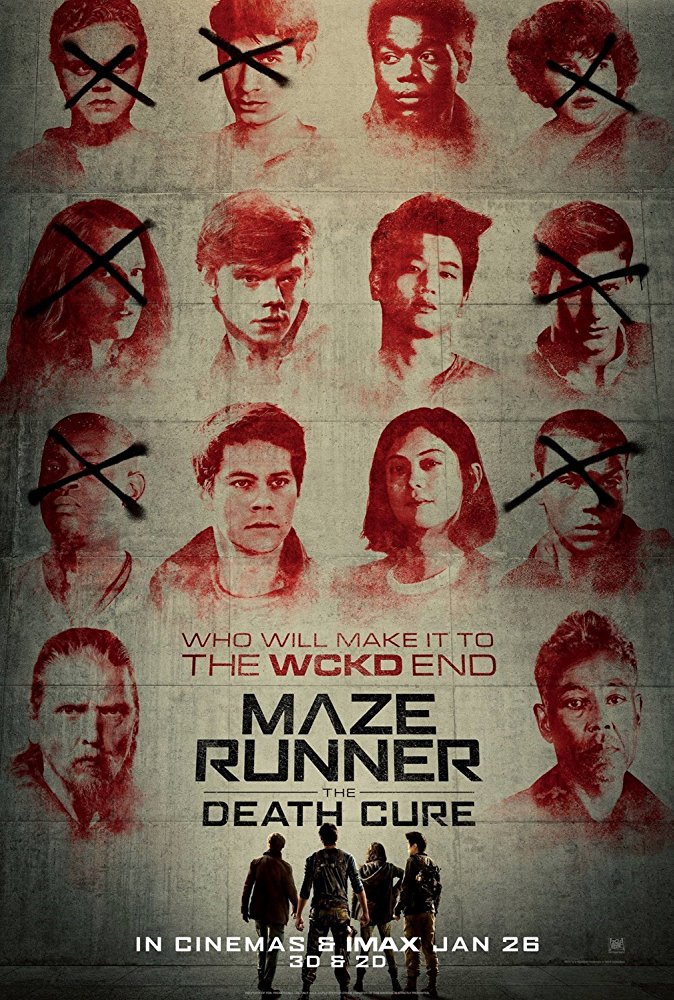 WHO WILL MAKE IT TO
THE WCKD END
MAZE
RUNNER
THE
DEATH CURE
IN CINEMAS & IMAX JAN 26
3D & 2D